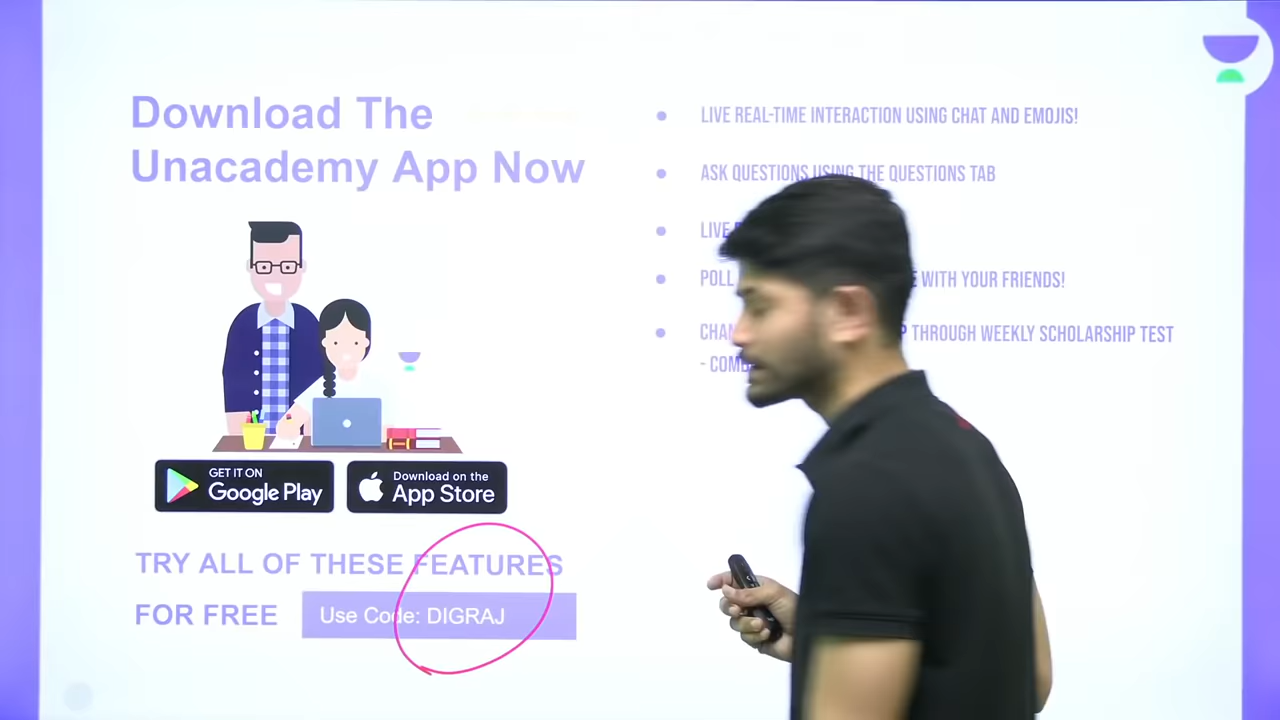 Download The
Unacademy App Now
GET IT ON
Google Play
Download on the
App Store
TRY ALL OF THESE FEATURES
FOR FREE
Use Code: DIGRAJ
LIVE REAL-TIME INTERACTION USING CHAT AND EMOJIS!
ASK QUESTIONS USING THE QUESTIONS TAB
LIVE
POLL WITH YOUR FRIENDS!
THROUGH WEEKLY SCHOLARSHIP TEST